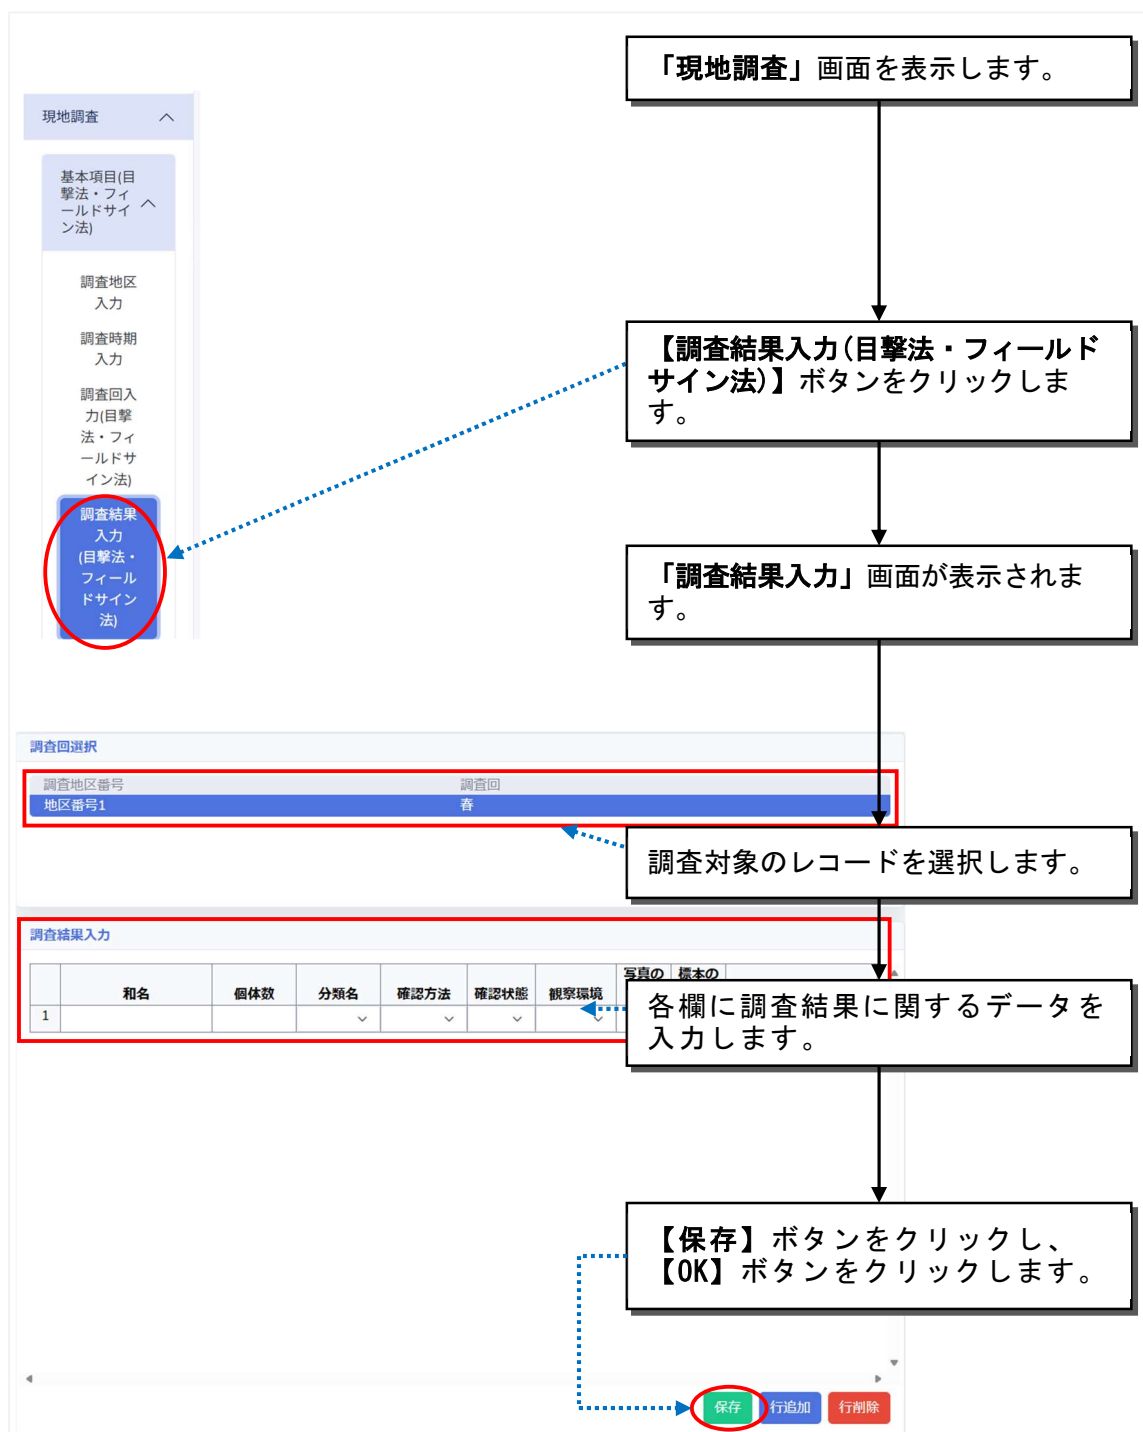 「現地調査」画面を表示します。
現地調査
基本項目(目
撃法・フィ
ールドサイ
ン法)
調査地区
入力
調査時期
入力
調査回入
力(目撃
法・フィ
ールドサ
イン法)
調査結果
入力
(目撃法・
フィール
ドサイン
法)
【調査結果入力(目撃法・フィールド
サイン法)】ボタンをクリックしま
す。
「調査結果入力」画面が表示されま
す。
調査回選択
調査地区番号 調査回
地区番号1 春
調査対象のレコードを選択します。
調査結果入力
和名 個体数 分類名 確認方法 確認状態 観察環境 写真の 標本の
1
各欄に調査結果に関するデータを
入力します。
【保存】ボタンをクリックし、
【OK】ボタンをクリックします。
保存 行追加 行削除